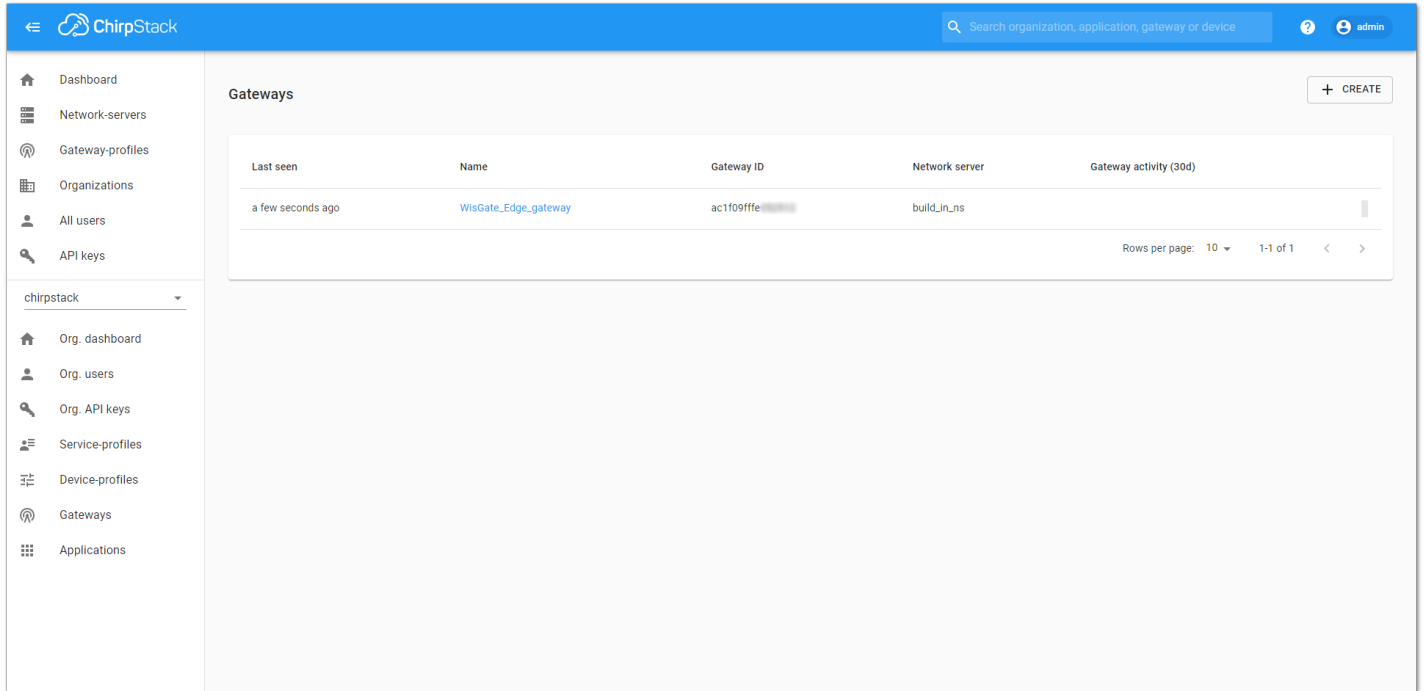 ChirpStack
Search organization, application, gateway or device
?
admin
Dashboard
Network-servers
Gateway-profiles
Organizations
All users
API keys
chirpstack
Org. dashboard
Org. users
Org. API keys
Service-profiles
Device-profiles
Gateways
Applications
Gateways
+ CREATE
Last seen Name Gateway ID Network server Gateway activity (30d)
a few seconds ago WisGate_Edge_gateway ac1f09fffe build_in_ns
Rows per page: 10 1-1 of 1 < >